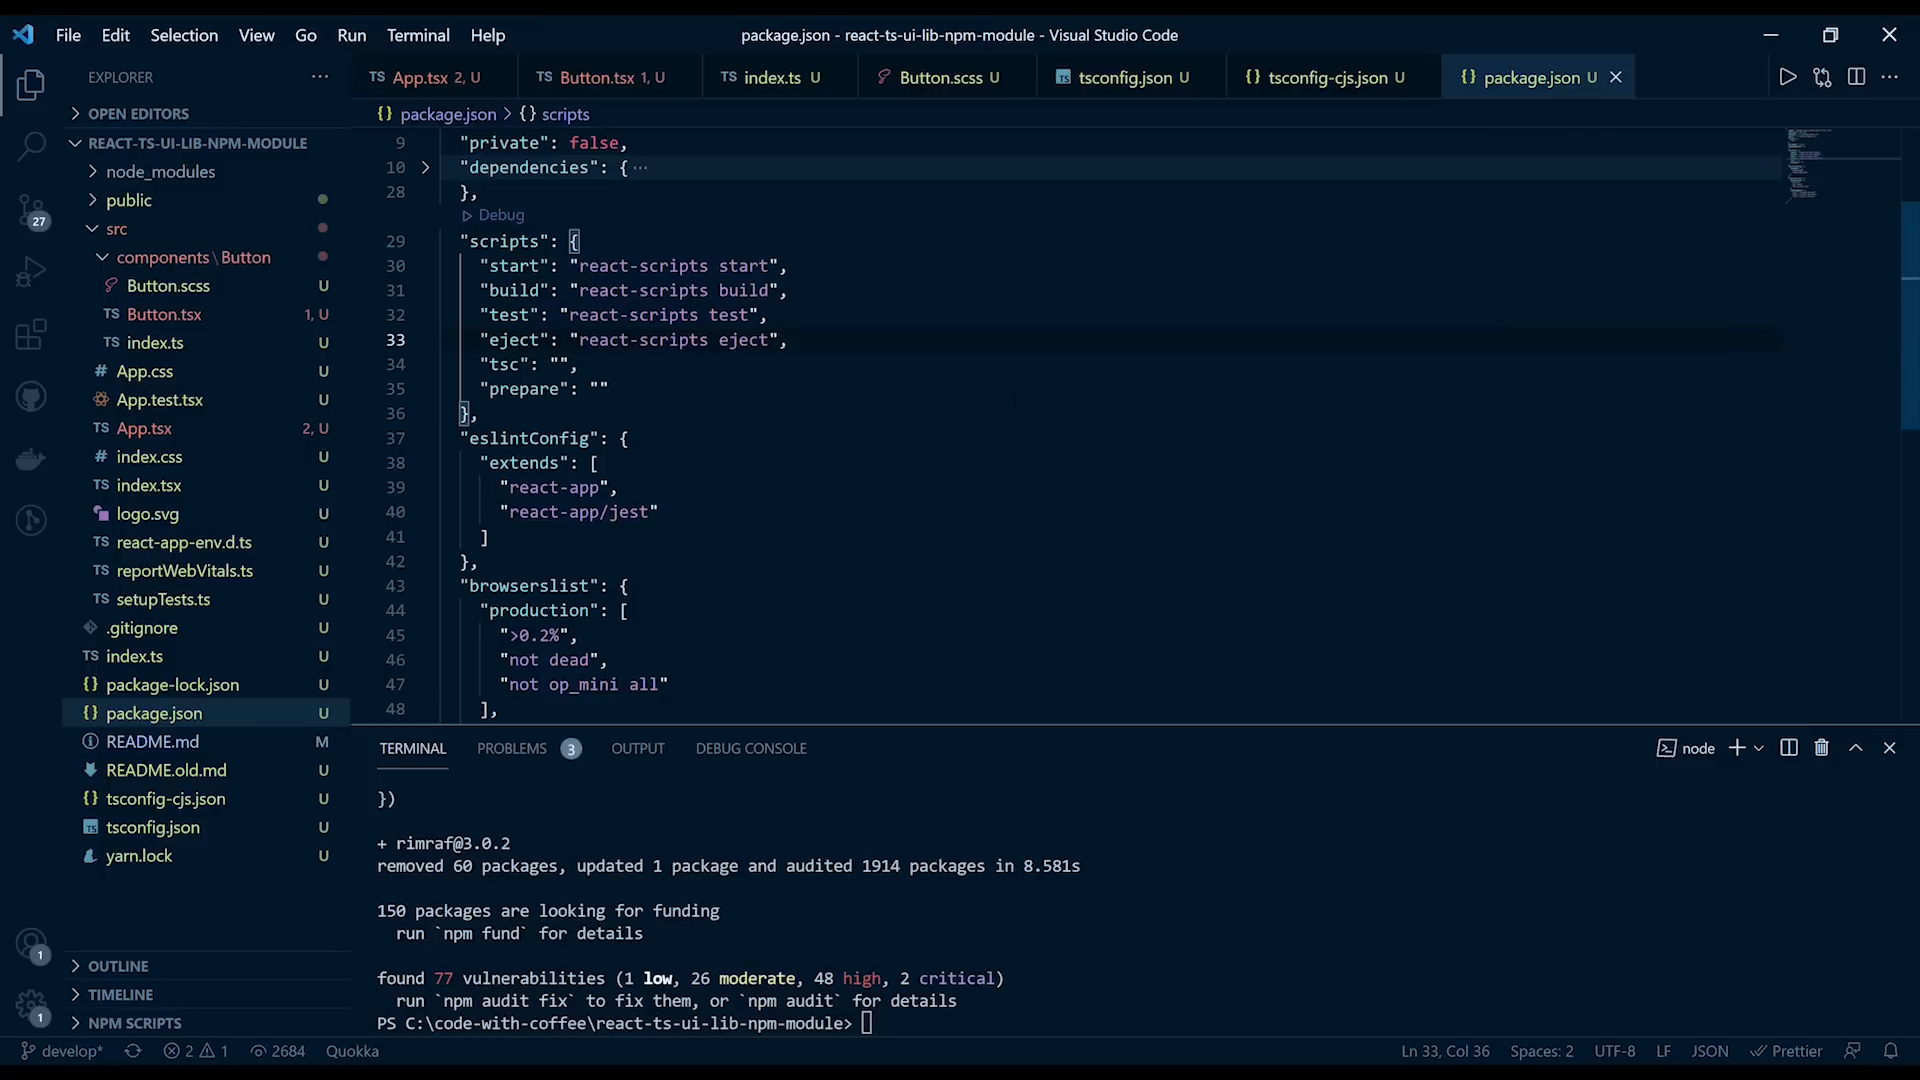 File Edit Selection View Go Run Terminal Help
package.json - react-ts-ui-lib-npm-module - Visual Studio Code
EXPLORER
OPEN EDITORS
REACT-TS-UI-LIB-NPM-MODULE
node_modules
public
src
components\Button
Button.scss U
TS Button.tsx 1, U
TS index.ts U
# App.css U
App.test.tsx U
TS App.tsx 2, U
# index.css U
TS index.tsx U
logo.svg U
TS react-app-env.d.ts U
TS reportWebVitals.ts U
TS setupTests.ts U
.gitignore U
TS index.ts U
{} package-lock.json U
{} package.json U
README.md M
README.old.md U
{} tsconfig-cjs.json U
TS tsconfig.json U
yarn.lock U
OUTLINE
TIMELINE
NPM SCRIPTS
27
1
1
TS App.tsx 2, U
TS Button.tsx 1, U
TS index.ts U
Button.scss U
TS tsconfig.json U
{} tsconfig-cjs.json U
{} package.json U
{} package.json > {} scripts
9 "private": false,
10 "dependencies": { ...
28 },
Debug
29 "scripts": {
30 "start": "react-scripts start",
31 "build": "react-scripts build",
32 "test": "react-scripts test",
33 "eject": "react-scripts eject",
34 "tsc": "",
35 "prepare": ""
36 },
37 "eslintConfig": {
38 "extends": [
39 "react-app",
40 "react-app/jest"
41 ]
42 },
43 "browserslist": {
44 "production": [
45 ">0.2%",
46 "not dead",
47 "not op_mini all"
48 ],
TERMINAL PROBLEMS 3 OUTPUT DEBUG CONSOLE
node
})
+ rimraf@3.0.2
removed 60 packages, updated 1 package and audited 1914 packages in 8.581s
150 packages are looking for funding
run `npm fund` for details
found 77 vulnerabilities (1 low, 26 moderate, 48 high, 2 critical)
run `npm audit fix` to fix them, or `npm audit` for details
PS C:\code-with-coffee\react-ts-ui-lib-npm-module>
develop* 2 1 2684 Quokka
Ln 33, Col 36 Spaces: 2 UTF-8 LF JSON Prettier